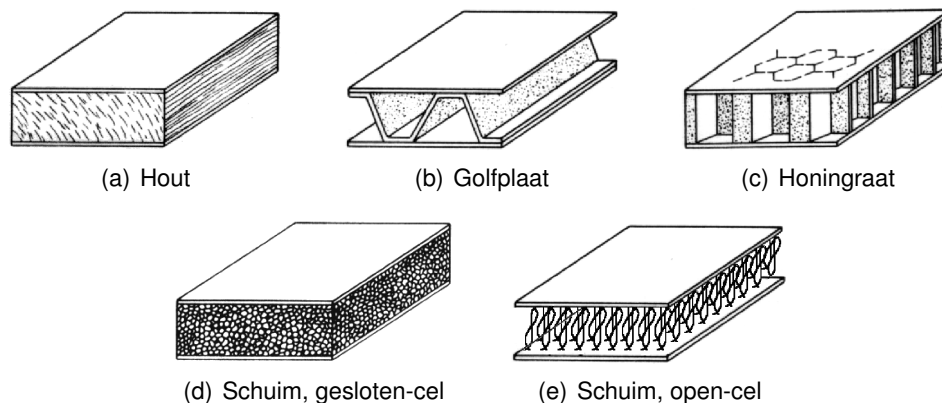 (a) Hout
(b) Golfplaat
(c) Honingraat
(d) Schuim, gesloten-cel
(e) Schuim, open-cel